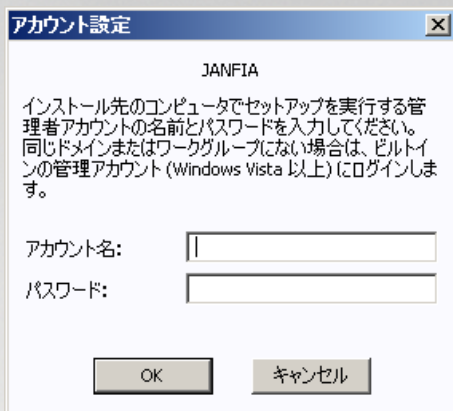 アカウント設定
JANFIA
インストール先のコンピュータでセットアップを実行する管
理者アカウントの名前とパスワードを入力してください。
同じドメインまたはワークグループにない場合は、ビルトイ
ンの管理アカウント (Windows Vista 以上) にログインしま
す。
アカウント名:
パスワード:
OK
キャンセル